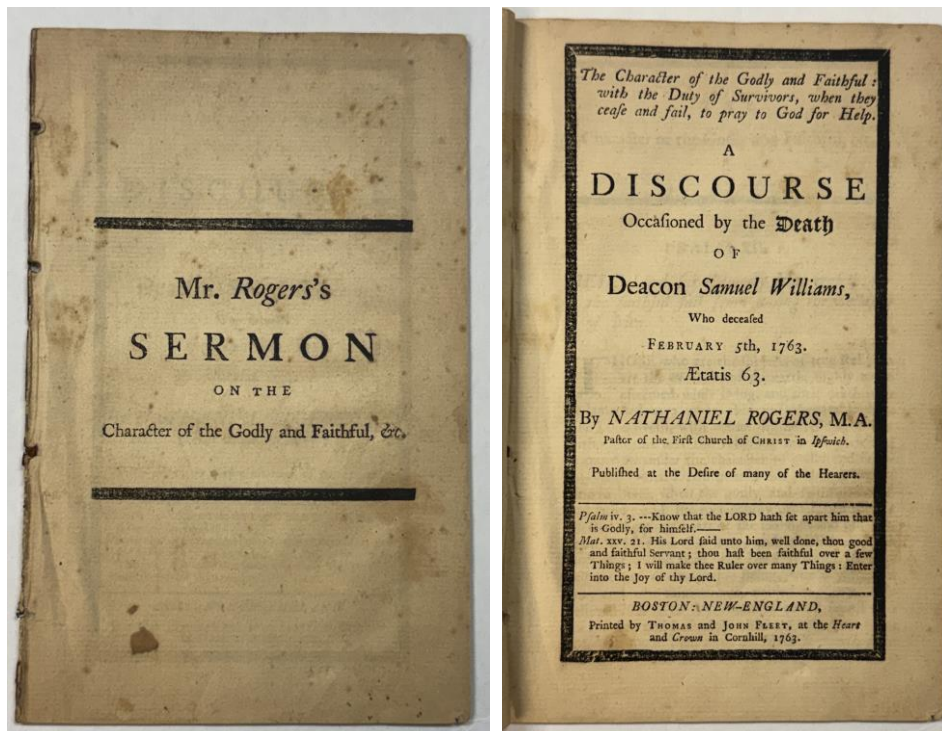 Mr. Rogers's
SERMON
ON THE
Character of the Godly and Faithful, &c.
The Character of the Godly and Faithful :
with the Duty of Survivors, when they
ceaſe and fail, to pray to God for Help.
A
DISCOURSE
Occaſioned by the Death
OF
Deacon Samuel Williams,
Who deceaſed
FEBRUARY 5th, 1763.
Ætatis 63.
By NATHANIEL ROGERS, M.A.
Paſtor of the Firſt Church of CHRIST in Ipſwich.
Publiſhed at the Deſire of many of the Hearers.
Pſalm iv. 3. ---Know that the LORD hath ſet apart him that
is Godly, for himſelf.——
Mat. xxv. 21. His Lord ſaid unto him, well done, thou good
and faithful Servant ; thou haſt been faithful over a few
Things ; I will make thee Ruler over many Things : Enter
into the Joy of thy Lord.
BOSTON: NEW-ENGLAND,
Printed by THOMAS and JOHN FLEET, at the Heart
and Crown in Cornhill, 1763.